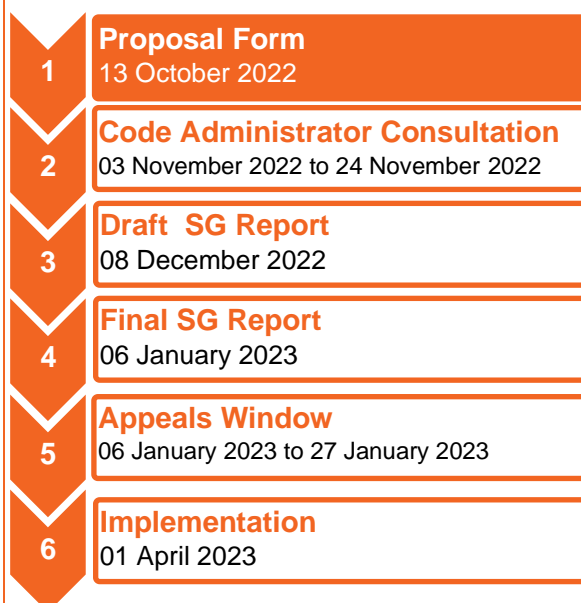 1
Proposal Form
13 October 2022
2
Code Administrator Consultation
03 November 2022 to 24 November 2022
3
Draft  SG Report
08 December 2022
4
Final SG Report
06 January 2023
5
Appeals Window
06 January 2023 to 27 January 2023
6
Implementation
01 April 2023